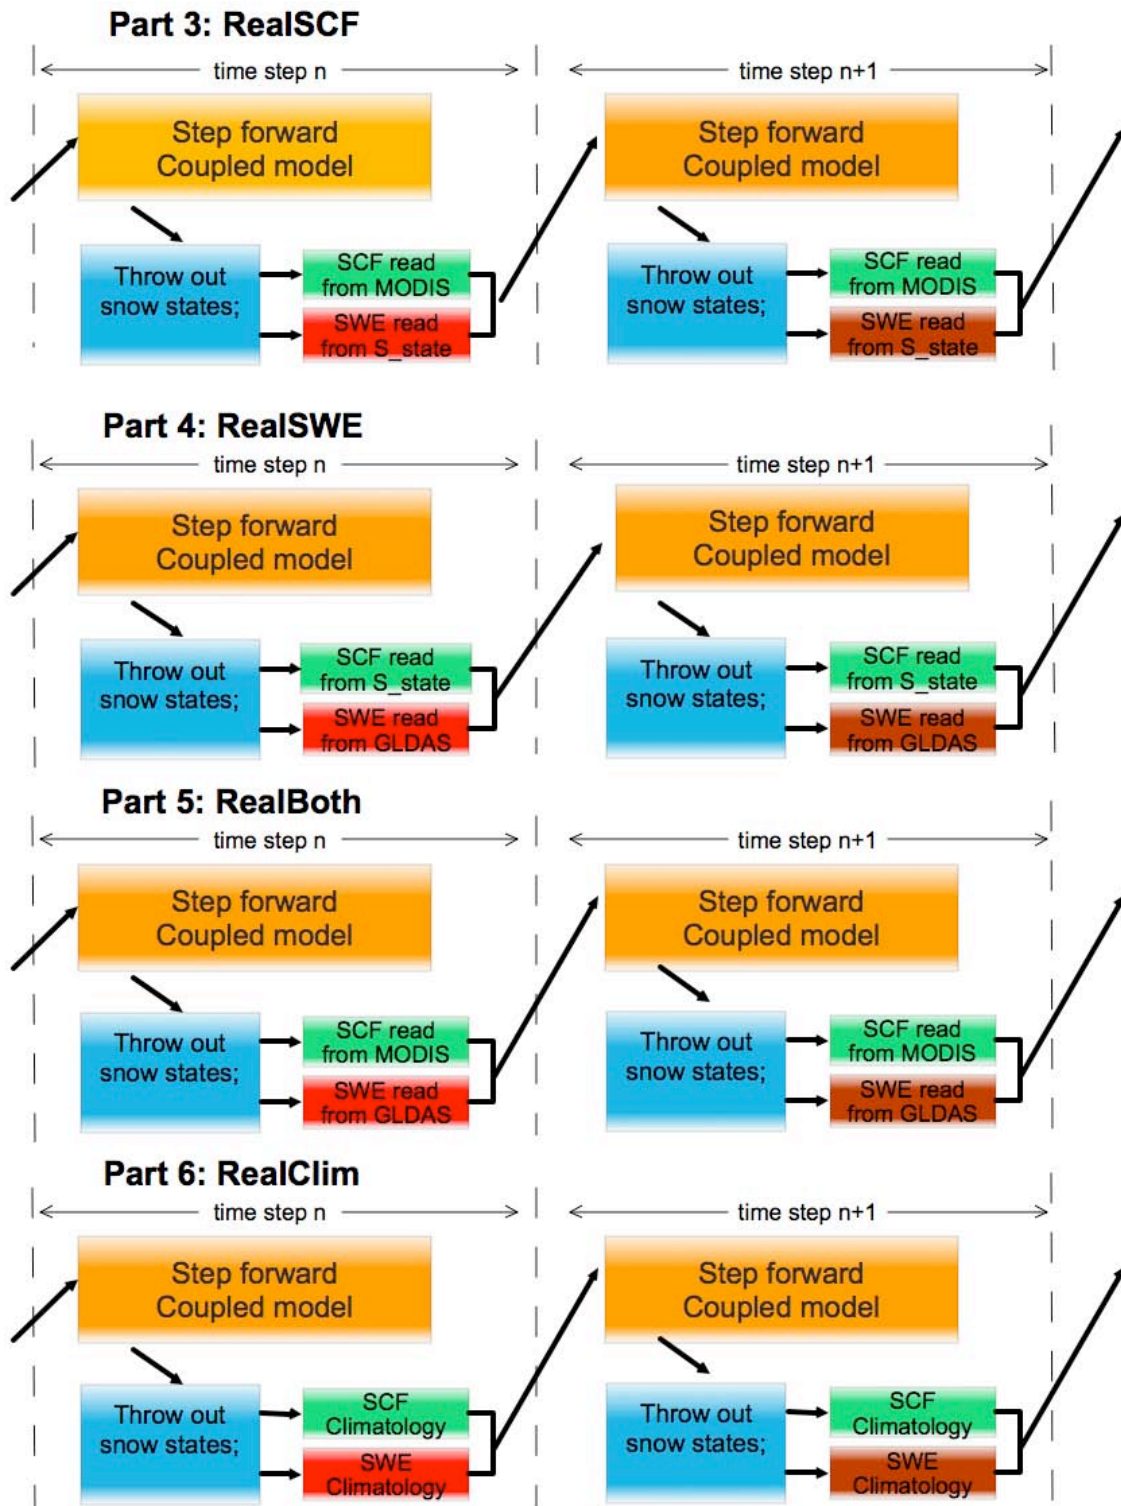 Part 3: RealSCF
time step n
time step n+1
Step forward
Coupled model
Step forward
Coupled model
Throw out
snow states;
SCF read
from MODIS
SWE read
from S_state
Throw out
snow states;
SCF read
from MODIS
SWE read
from S_state
Part 4: RealSWE
time step n
time step n+1
Step forward
Coupled model
Step forward
Coupled model
Throw out
snow states;
SCF read
from S_state
SWE read
from GLDAS
Throw out
snow states;
SCF read
from S_state
SWE read
from GLDAS
Part 5: RealBoth
time step n
time step n+1
Step forward
Coupled model
Step forward
Coupled model
Throw out
snow states;
SCF read
from MODIS
SWE read
from GLDAS
Throw out
snow states;
SCF read
from MODIS
SWE read
from GLDAS
Part 6: RealClim
time step n
time step n+1
Step forward
Coupled model
Step forward
Coupled model
Throw out
snow states;
SCF
Climatology
SWE
Climatology
Throw out
snow states;
SCF
Climatology
SWE
Climatology